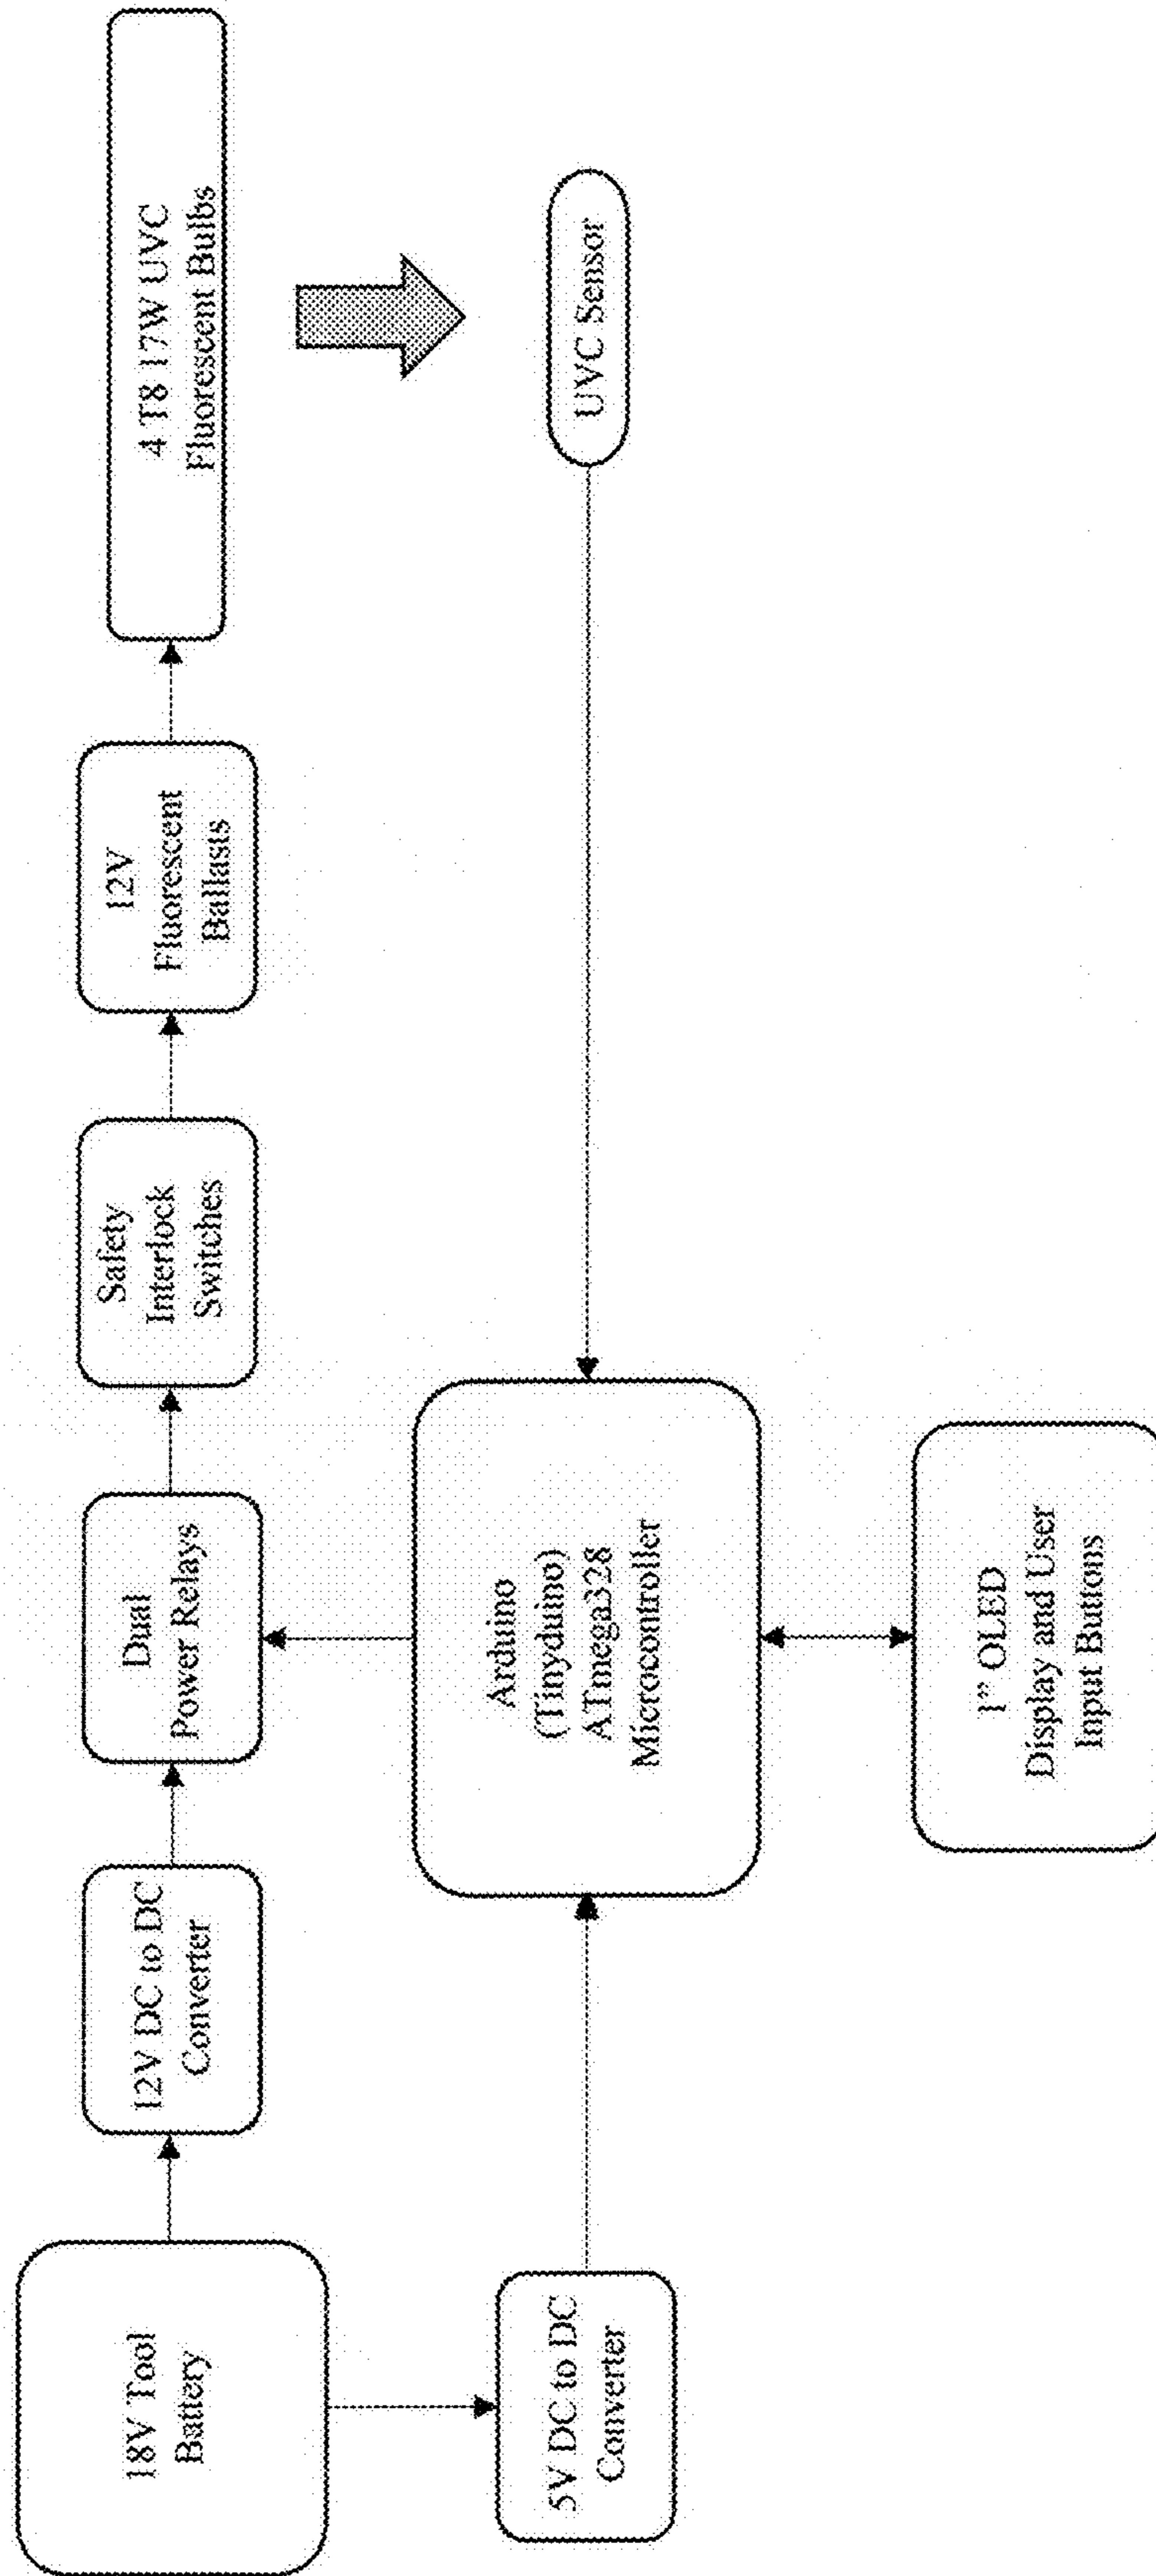 18V Tool
Battery
12V DC to DC
Converter
Dual
Power Relays
Safety
Interlock
Switches
12V
Fluorescent
Ballasts
4 T8 17W UVC
Fluorescent Bulbs
5V DC to DC
Converter
Arduino
(Tinyduino)
ATmega328
Microcontroller
UVC Sensor
1” OLED
Display and User
Input Buttons